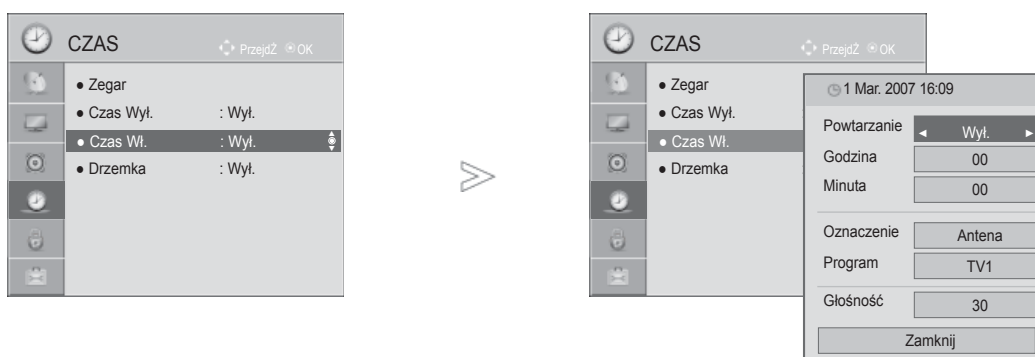 CZAS
PrzejdŹ OK
● Zegar
● Czas Wył. : Wył.
● Czas Wł. : Wył.
● Drzemka : Wył.
CZAS
PrzejdŹ OK
● Zegar
● Czas Wył. :
● Czas Wł.
● Drzemka :
1 Mar. 2007 16:09
Powtarzanie ◄ Wył. ►
Godzina 00
Minuta 00
Oznaczenie Antena
Program TV1
Głośność 30
Zamknij